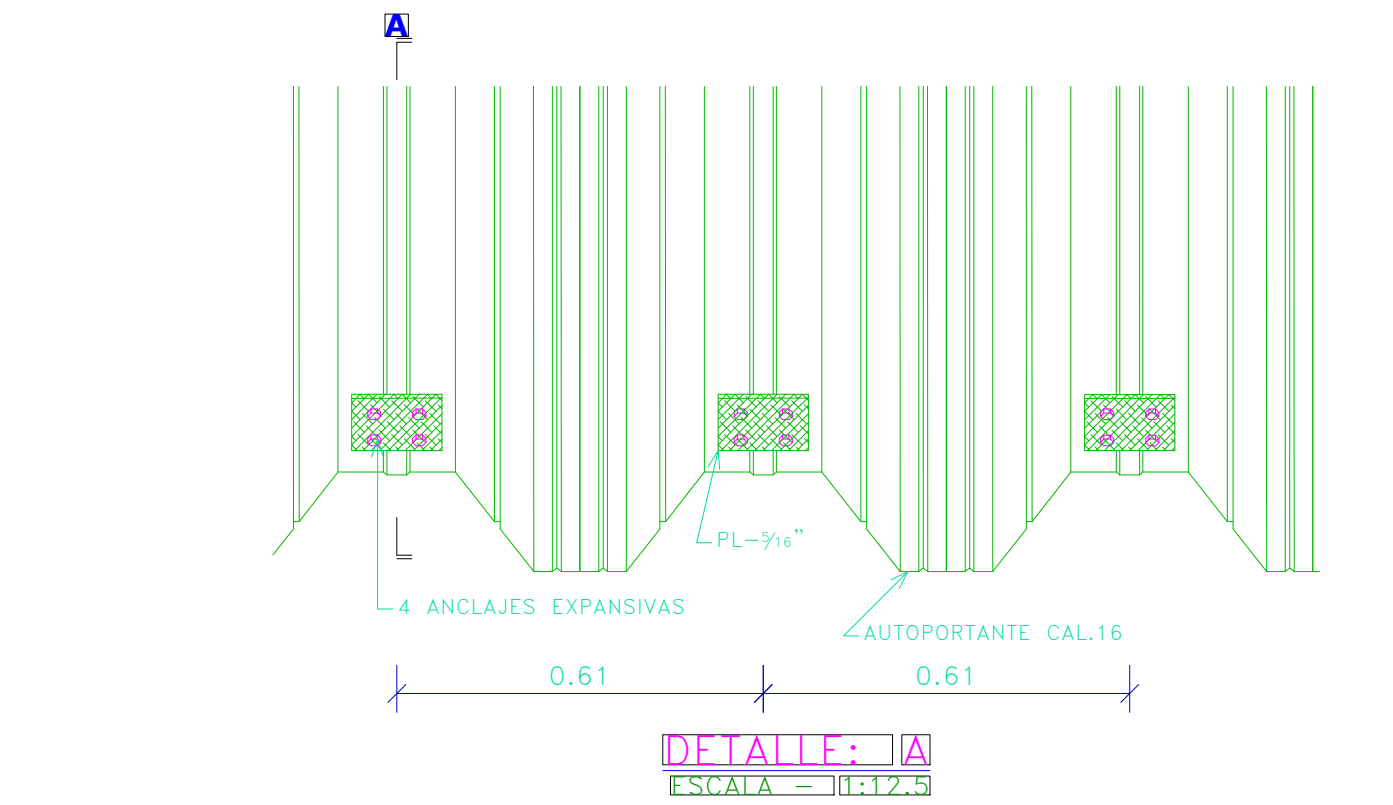 A
PL-5/16"
4 ANCLAJES EXPANSIVAS
AUTOPORTANTE CAL.16
0.61 0.61
DETALLE: A
ESCALA - 1:12.5